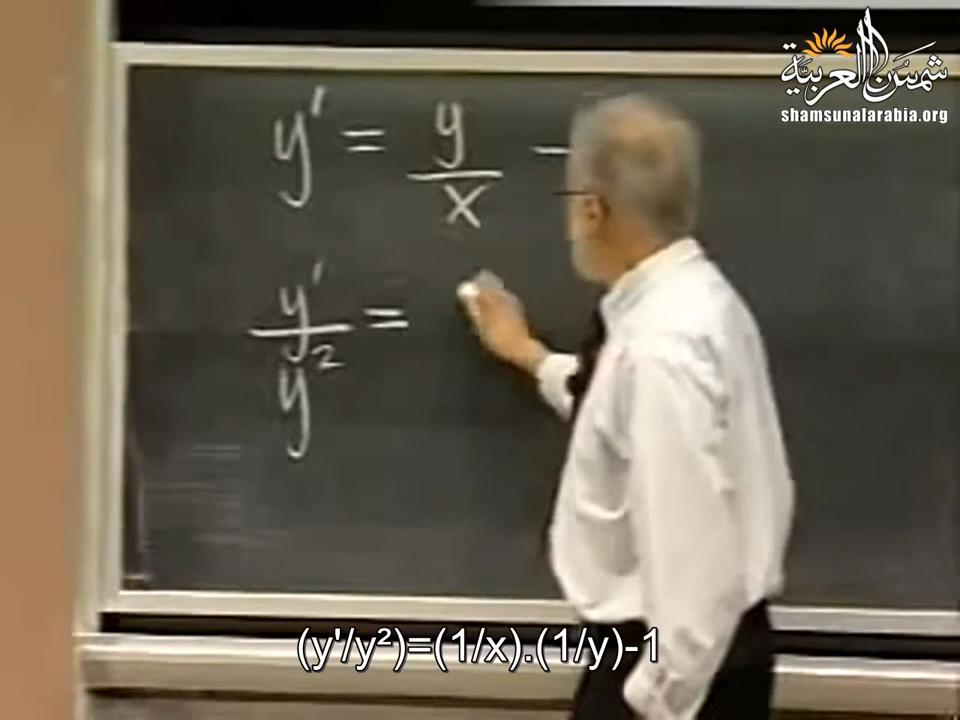 شمس العربية
shamsunalarabia.org
y' = y/x -
y'/y² =
(y'/y²)=(1/x).(1/y)-1